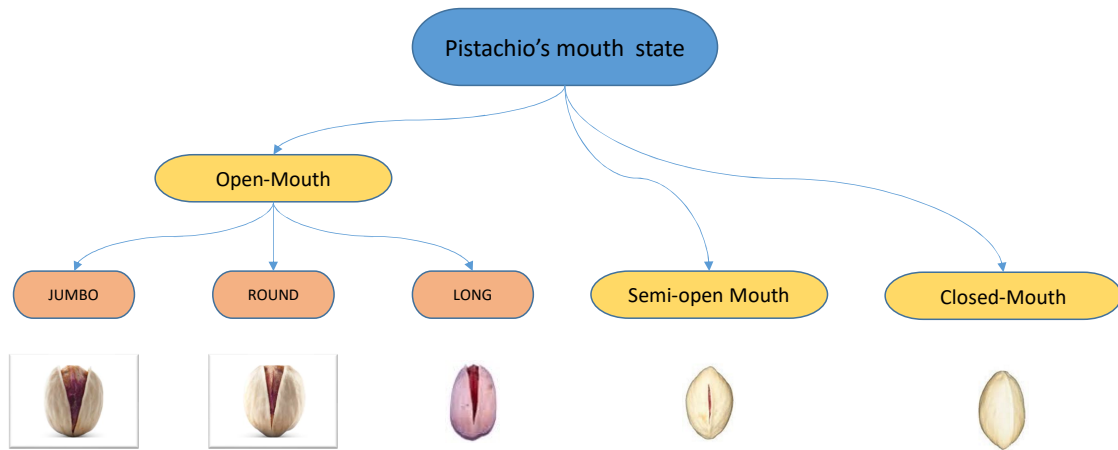 Pistachio's mouth state
Open-Mouth
JUMBO
ROUND
LONG
Semi-open Mouth
Closed-Mouth